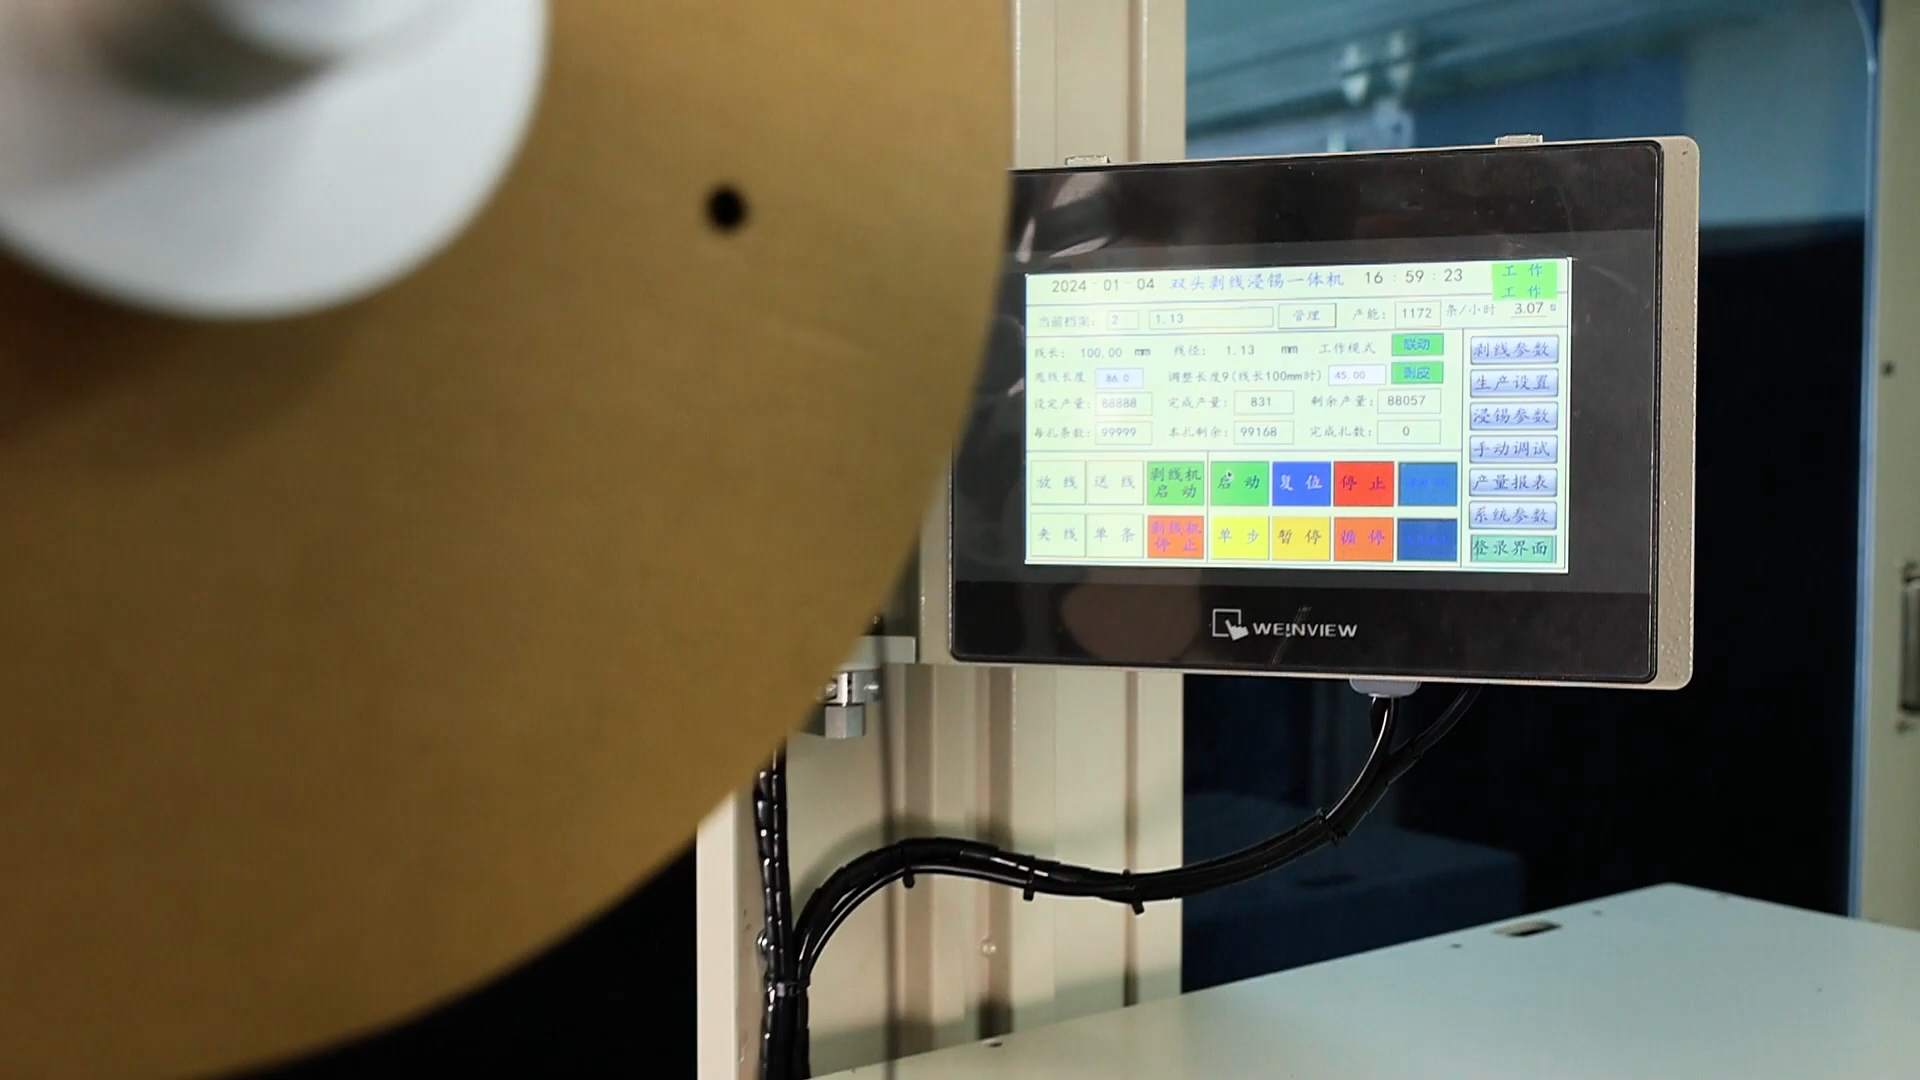 2024-01-04 双头剥线浸锡一体机 16:59:23 工作
工作
当前档案: 2 1.13 管理 产能: 1172 条/小时 3.07 s
线长: 100.00 mm 线径: 1.13 mm 工作模式 联动
甩线长度 86.0 调整长度9(线长100mm时) 45.00 剥皮
设定产量: 88888 完成产量: 831 剩余产量: 88057
每扎条数: 99999 本扎剩余: 99168 完成扎数: 0
放线 送线 剥线机启动 启动 复位 停止
夹线 单条 剥线机停止 单步 暂停 循停
剥线参数
生产设置
浸锡参数
手动调试
产量报表
系统参数
登录界面
WEINVIEW